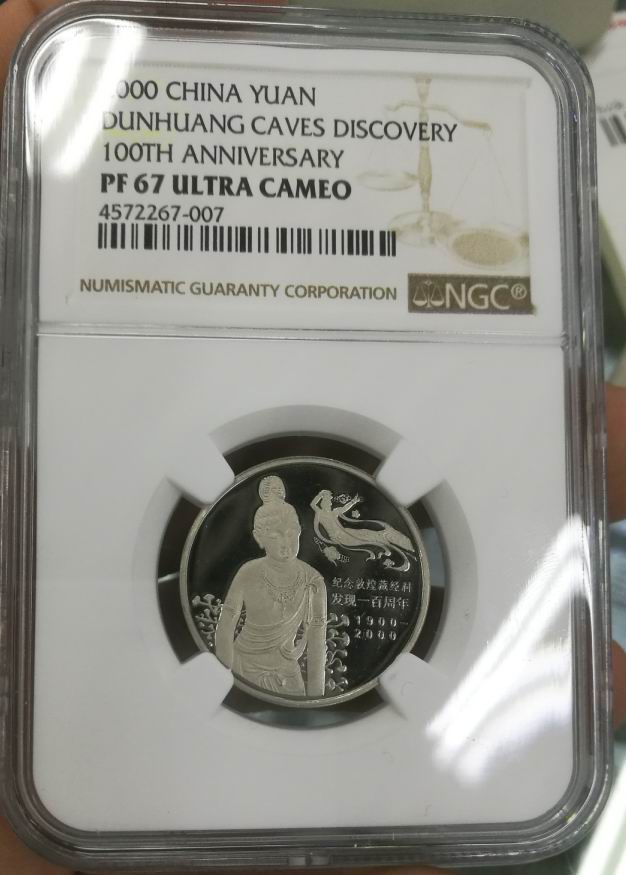 2000 CHINA YUAN
DUNHUANG CAVES DISCOVERY
100TH ANNIVERSARY
PF 67 ULTRA CAMEO
4572267-007
NUMISMATIC GUARANTY CORPORATION
NGC®
纪念敦煌藏经洞
发现一百周年
1900-
2000